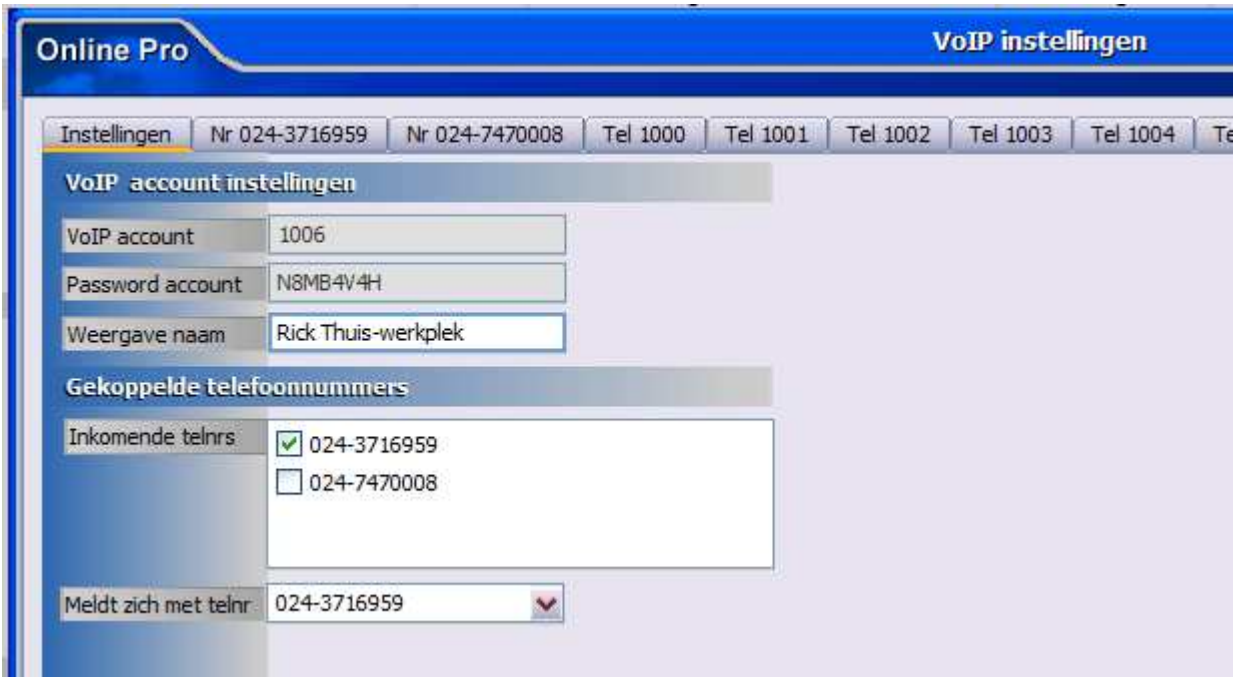 Online Pro
VoIP instellingen
Instellingen Nr 024-3716959 Nr 024-7470008 Tel 1000 Tel 1001 Tel 1002 Tel 1003 Tel 1004 Te
VoIP account instellingen
VoIP account 1006
Password account N8MB4V4H
Weergave naam Rick Thuis-werkplek
Gekoppelde telefoonnummers
Inkomende telnrs 024-3716959
024-7470008
Meldt zich met telnr 024-3716959